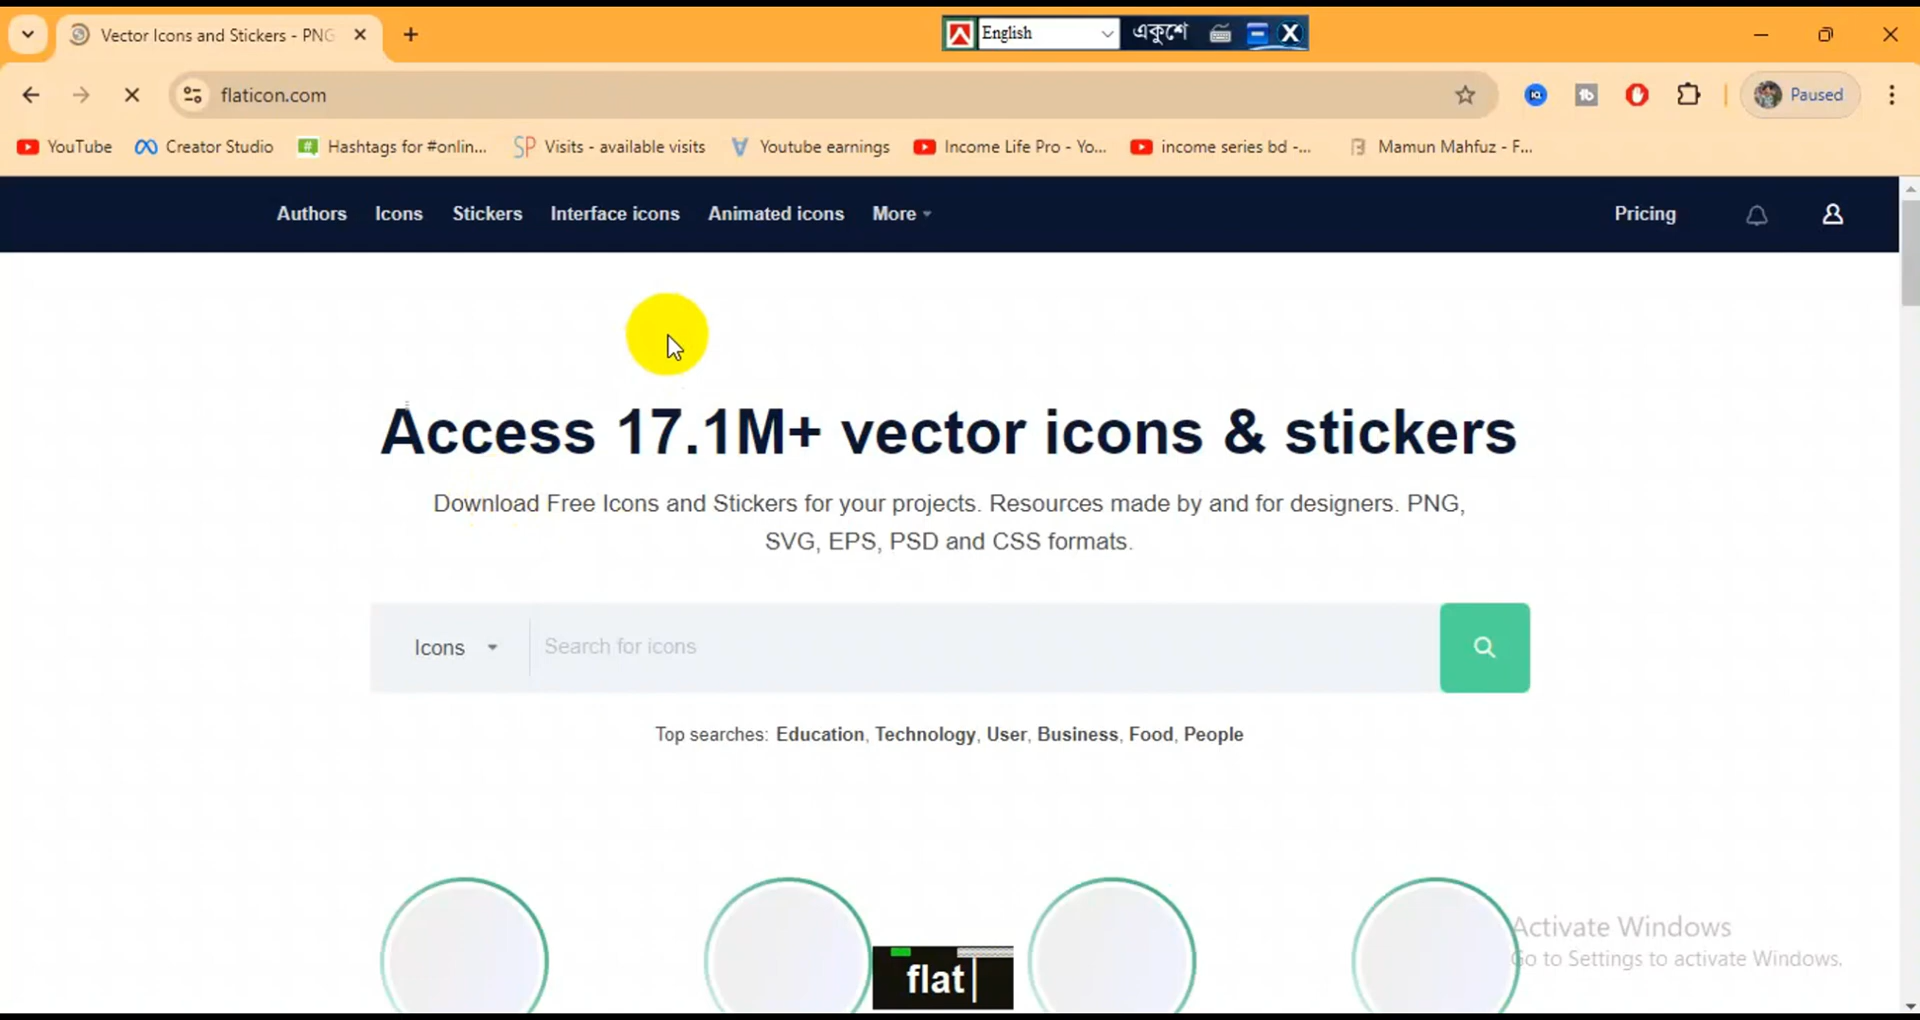 Vector Icons and Stickers - PNG
English
একুশে
flaticon.com
Paused
YouTube
Creator Studio
Hashtags for #onlin...
SP Visits - available visits
Youtube earnings
Income Life Pro - Yo...
income series bd -...
Mamun Mahfuz - F...
Authors
Icons
Stickers
Interface icons
Animated icons
More
Pricing
Access 17.1M+ vector icons & stickers
Download Free Icons and Stickers for your projects. Resources made by and for designers. PNG,
SVG, EPS, PSD and CSS formats.
Icons
Search for icons
Top searches: Education, Technology, User, Business, Food, People
Activate Windows
Go to Settings to activate Windows.
flat